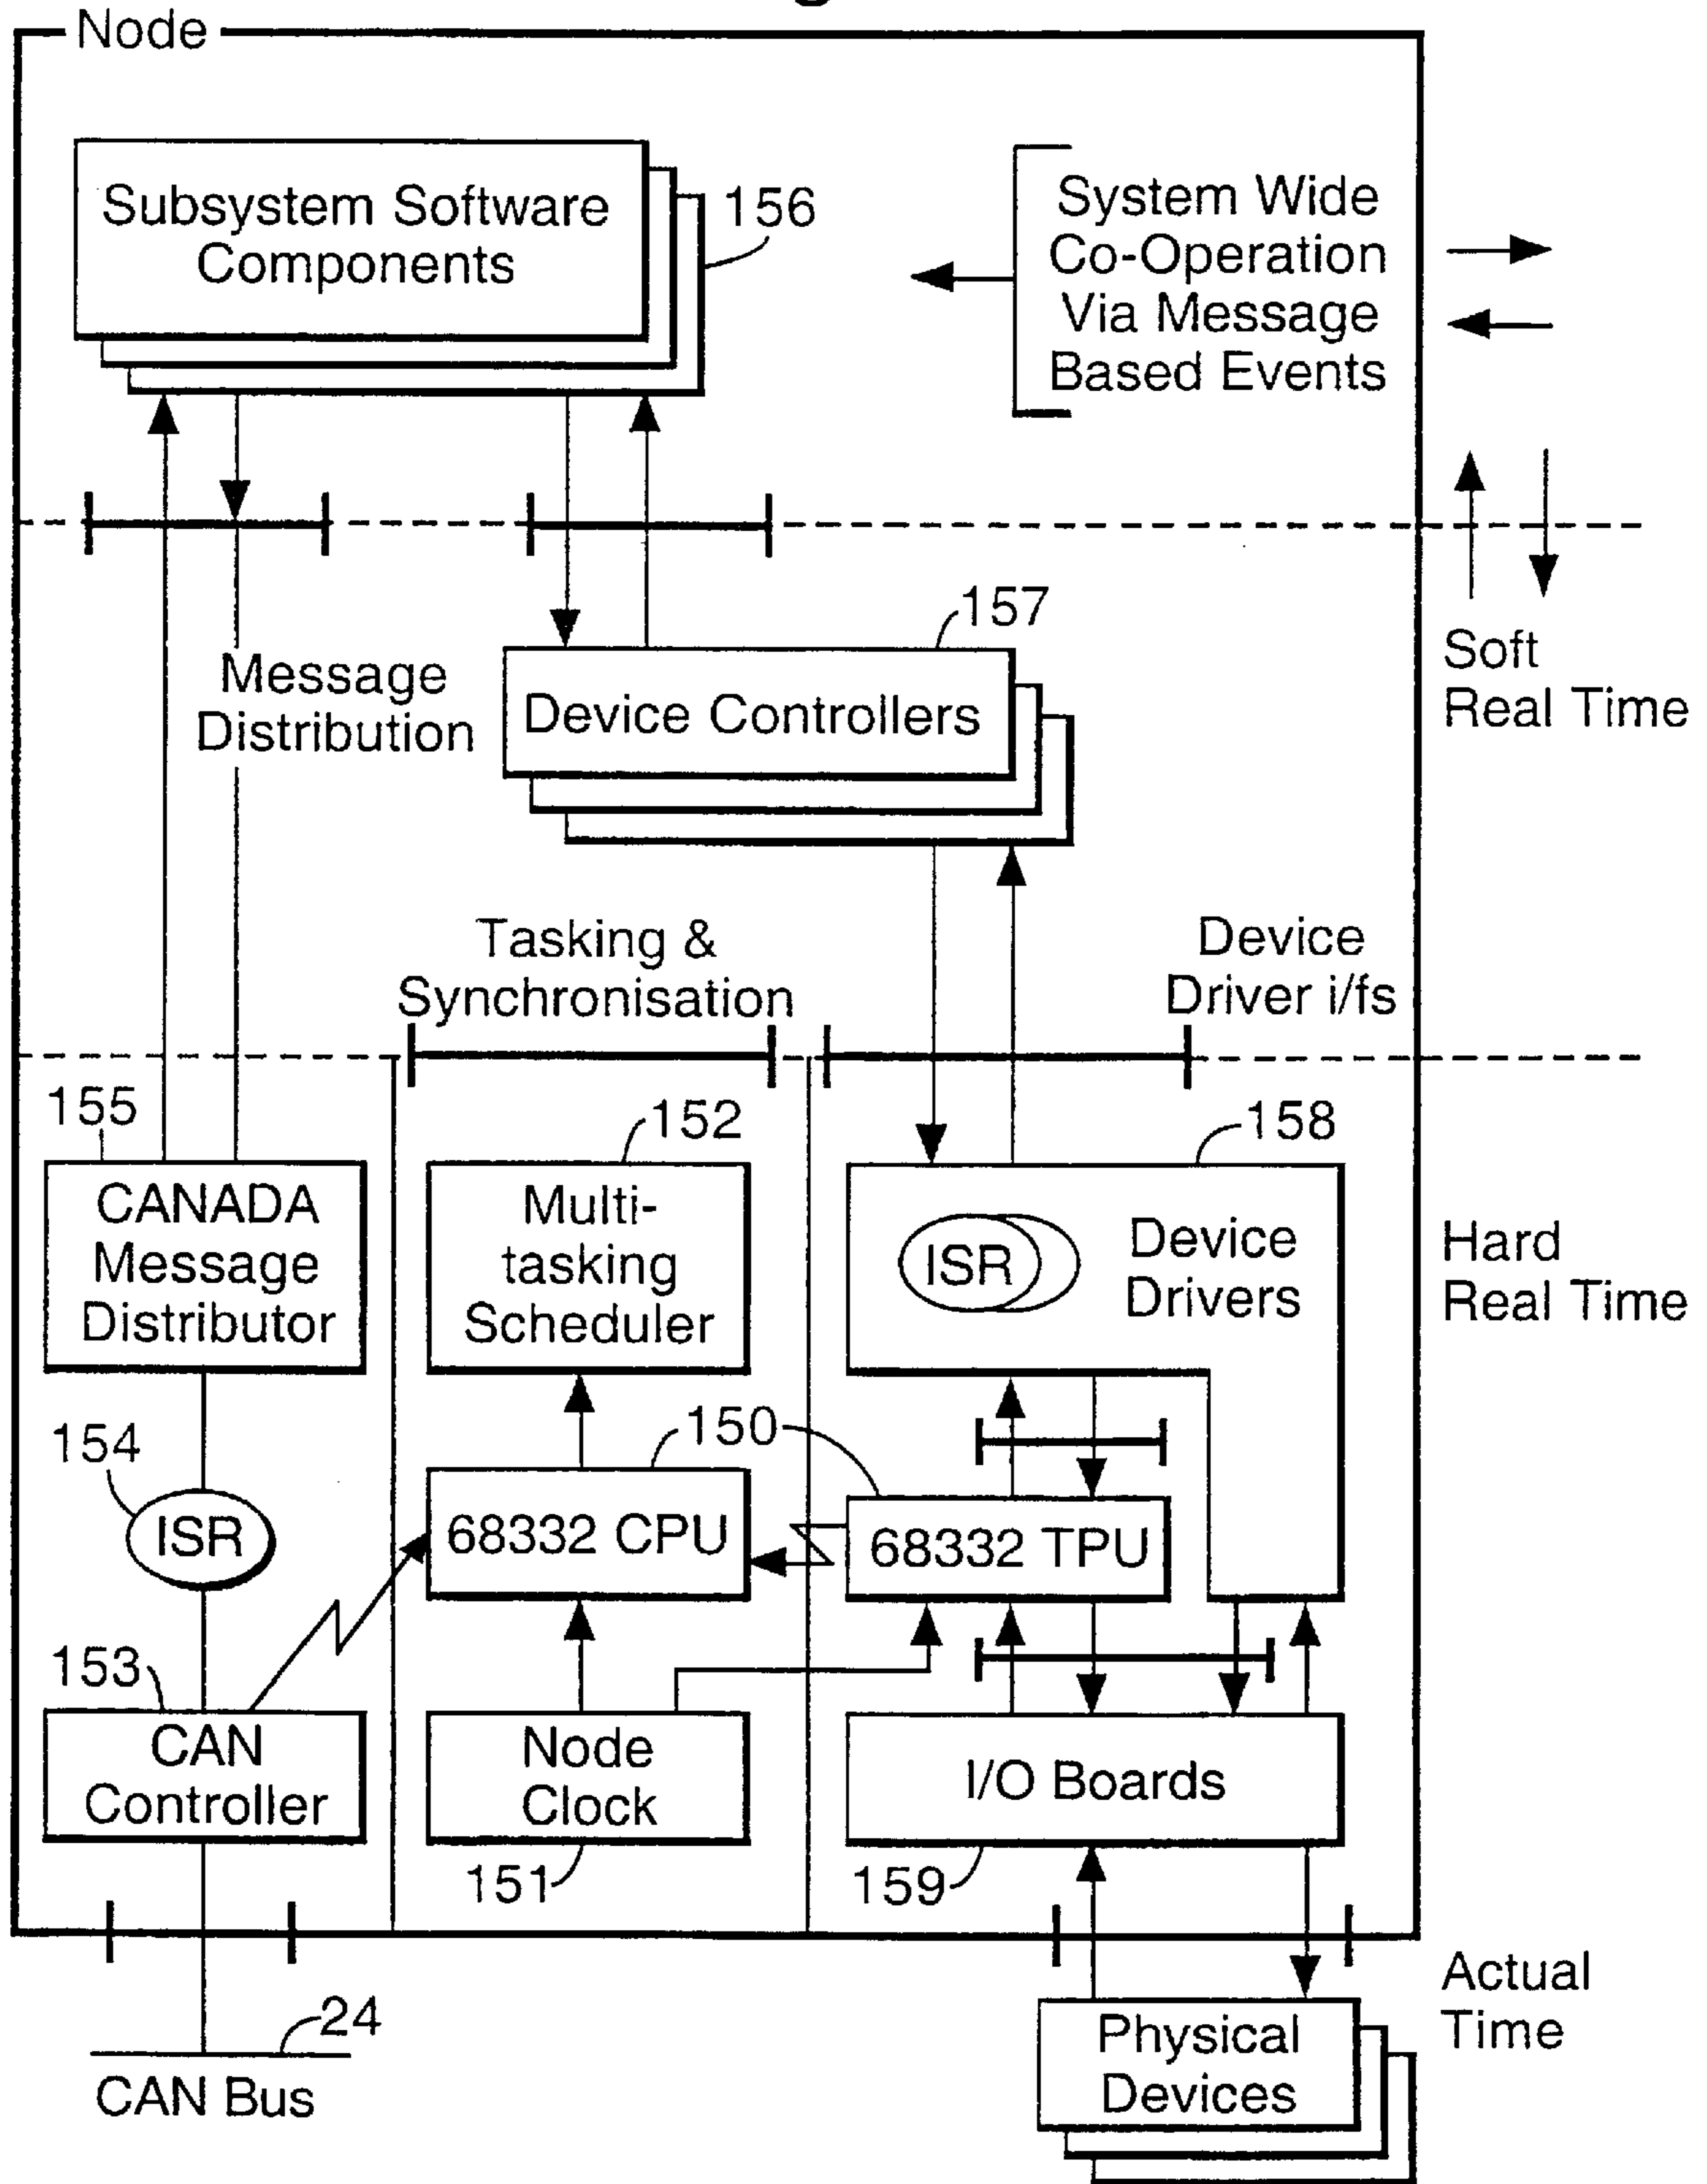 Node
Subsystem Software
Components
156
System Wide
Co-Operation
Via Message
Based Events
157
Soft
Real Time
Message
Distribution
Device Controllers
Tasking &
Synchronisation
Device
Driver i/fs
155
152
158
CANADA
Message
Distributor
Multi-
tasking
Scheduler
ISR
Device
Drivers
Hard
Real Time
154
150
ISR
68332 CPU
68332 TPU
153
CAN
Controller
Node
Clock
I/O Boards
151
159
Actual
Time
24
CAN Bus
Physical
Devices